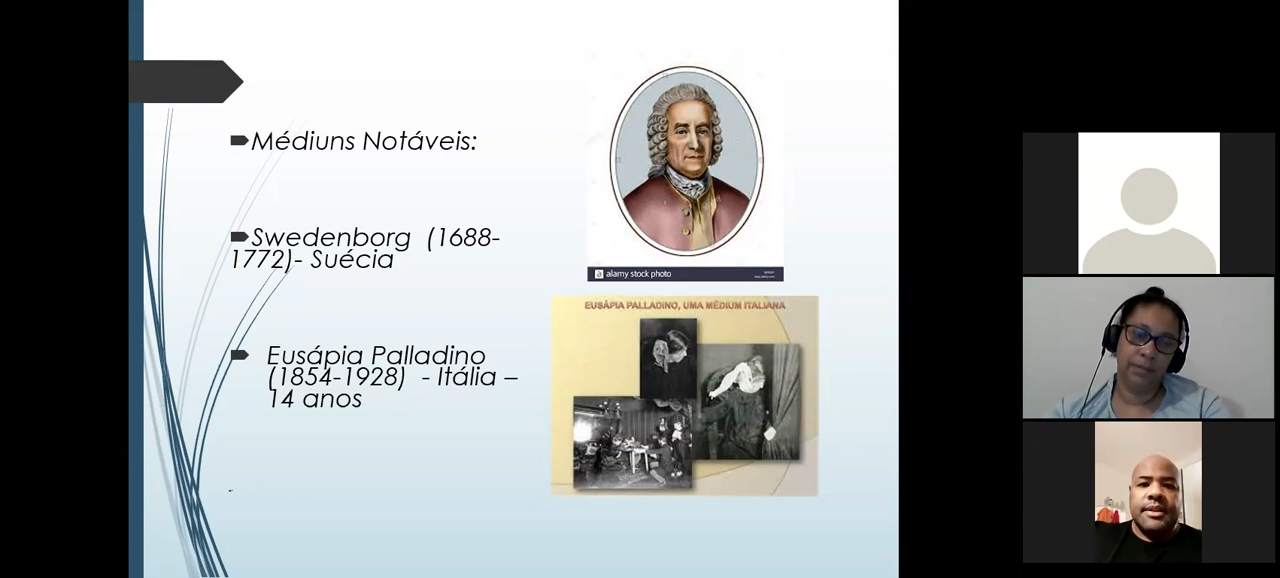 Médiuns Notáveis:
Swedenborg (1688-
1772)- Suécia
alamy stock photo
EUSÁPIA PALLADINO, UMA MÉDIUM ITALIANA
Eusápia Palladino
(1854-1928) - Itália –
14 anos